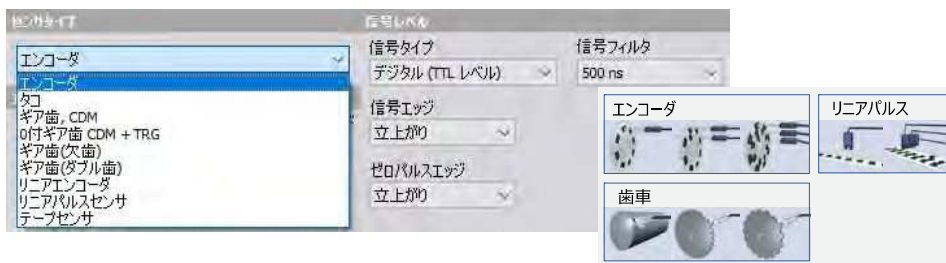 センサタイプ
信号レベル
エンコーダ
エンコーダ
タコ
ギア歯, CDM
0付ギア歯 CDM + TRG
ギア歯(欠歯)
ギア歯(ダブル歯)
リニアエンコーダ
リニアパルスセンサ
テープセンサ
信号タイプ
デジタル (TTL レベル)
信号フィルタ
500 ns
信号エッジ
立上がり
ゼロパルスエッジ
立上がり
エンコーダ
リニアパルス
歯車